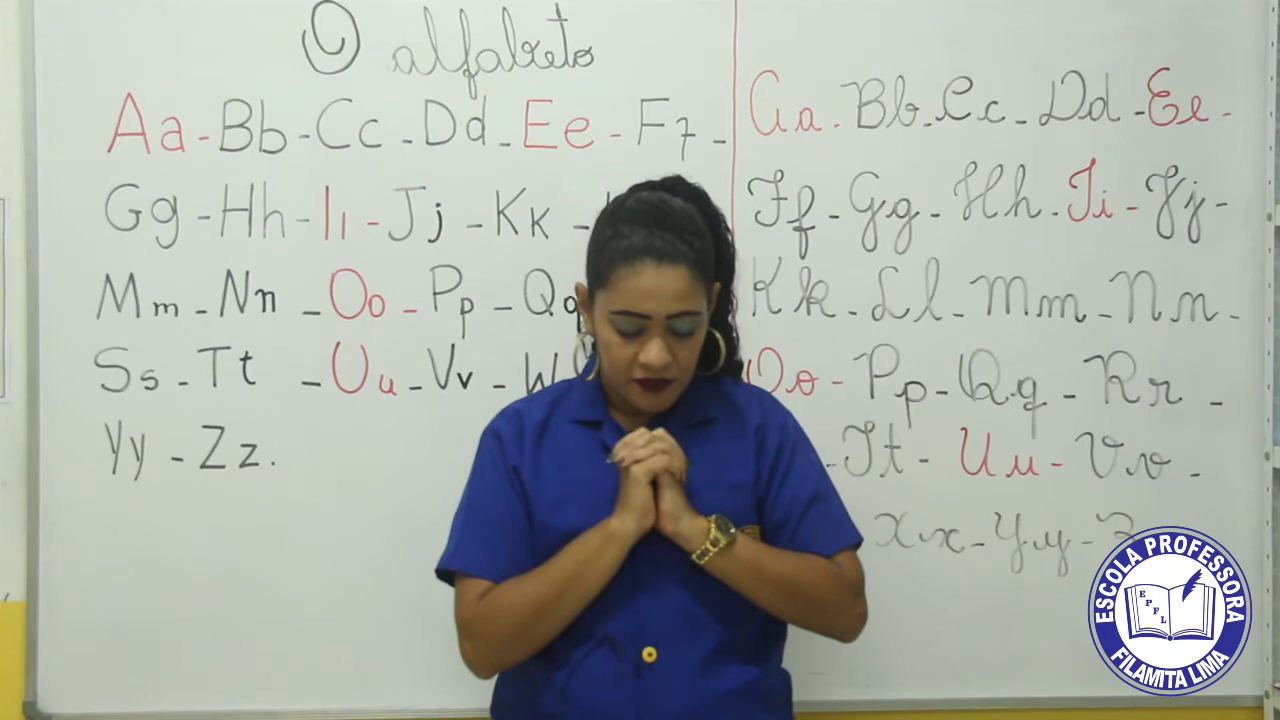 O alfabeto
Aa - Bb - Cc - Dd - Ee - Ff -
Gg - Hh - Ii - Jj - Kk -
Mm - Nn - Oo - Pp - Qq
Ss - Tt - Uu - Vv - W
Yy - Zz.
Aa - Bb - Cc - Dd - Ee -
Ff - Gg - Hh - Ii - Jj -
Kk - Ll - Mm - Nn -
Oo - Pp - Qq - Rr -
- Tt - Uu - Vv -
Xx - Yy - Z
ESCOLA PROFESSORA
EPFL
FILAMITA LIMA